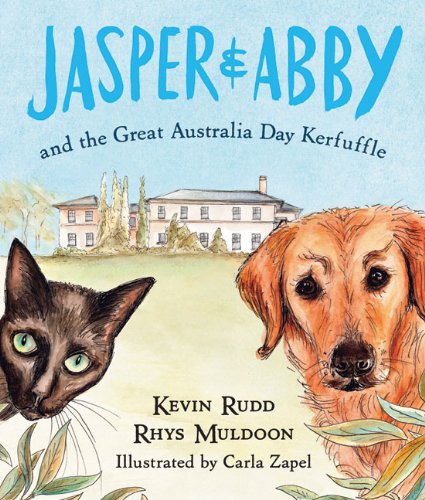 JASPER & ABBY
and the Great Australia Day Kerfuffle
KEVIN RUDD
RHYS MULDOON
Illustrated by Carla Zapel